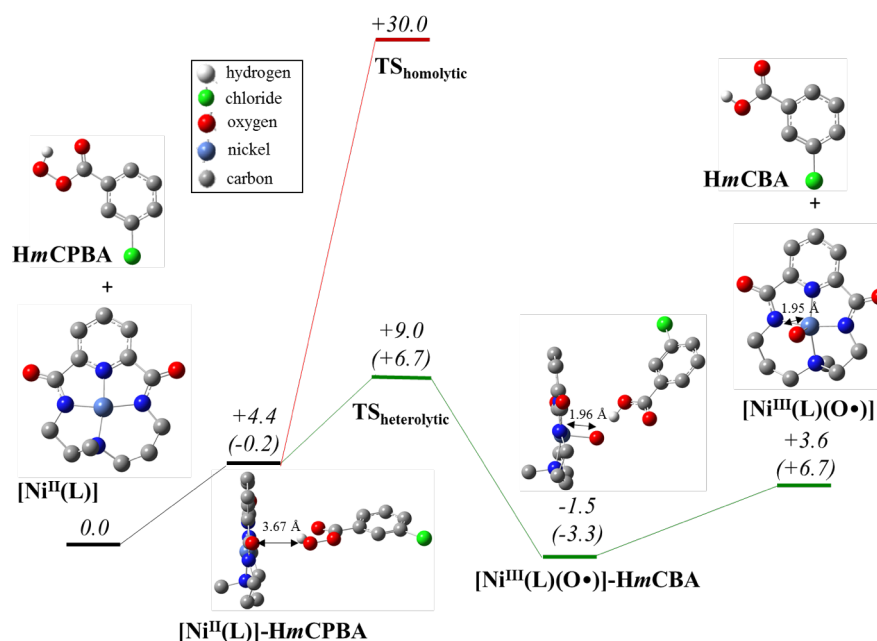 +30.0
TShomolytic
hydrogen
chloride
oxygen
nickel
carbon
HmCPBA
+
[NiII(L)]
0.0
+4.4
(-0.2)
3.67 Å
[NiII(L)]-HmCPBA
+9.0
(+6.7)
TSheterolytic
1.96 Å
-1.5
(-3.3)
[NiIII(L)(O•)]-HmCBA
HmCBA
+
1.95 Å
[NiIII(L)(O•)]
+3.6
(+6.7)